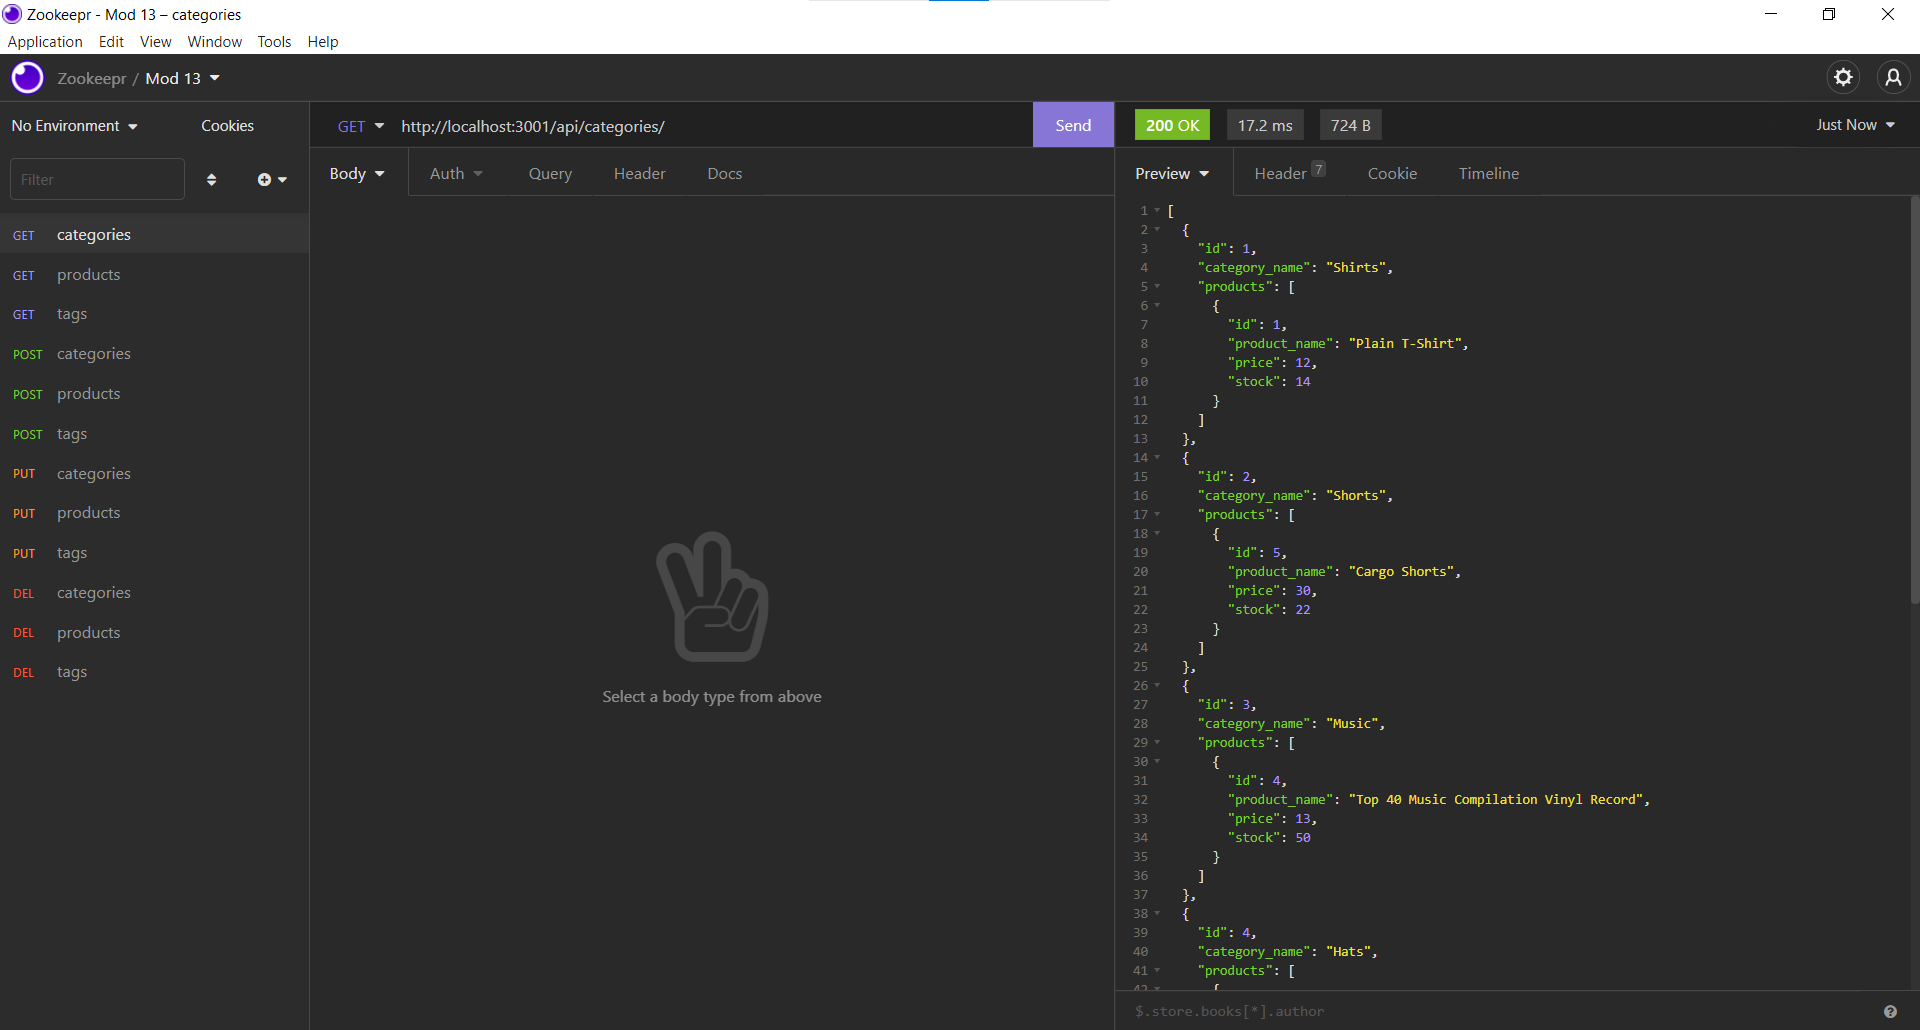 Zookeepr - Mod 13 – categories
Application Edit View Window Tools Help
Zookeepr / Mod 13
No Environment Cookies
Filter
GET categories
GET products
GET tags
POST categories
POST products
POST tags
PUT categories
PUT products
PUT tags
DEL categories
DEL products
DEL tags
GET http://localhost:3001/api/categories/ Send
Body Auth Query Header Docs
Select a body type from above
200 OK 17.2 ms 724 B Just Now
Preview Header 7 Cookie Timeline
1 [
2 {
3 "id": 1,
4 "category_name": "Shirts",
5 "products": [
6 {
7 "id": 1,
8 "product_name": "Plain T-Shirt",
9 "price": 12,
10 "stock": 14
11 }
12 ]
13 },
14 {
15 "id": 2,
16 "category_name": "Shorts",
17 "products": [
18 {
19 "id": 5,
20 "product_name": "Cargo Shorts",
21 "price": 30,
22 "stock": 22
23 }
24 ]
25 },
26 {
27 "id": 3,
28 "category_name": "Music",
29 "products": [
30 {
31 "id": 4,
32 "product_name": "Top 40 Music Compilation Vinyl Record",
33 "price": 13,
34 "stock": 50
35 }
36 ]
37 },
38 {
39 "id": 4,
40 "category_name": "Hats",
41 "products": [
42 {
$.store.books[*].author